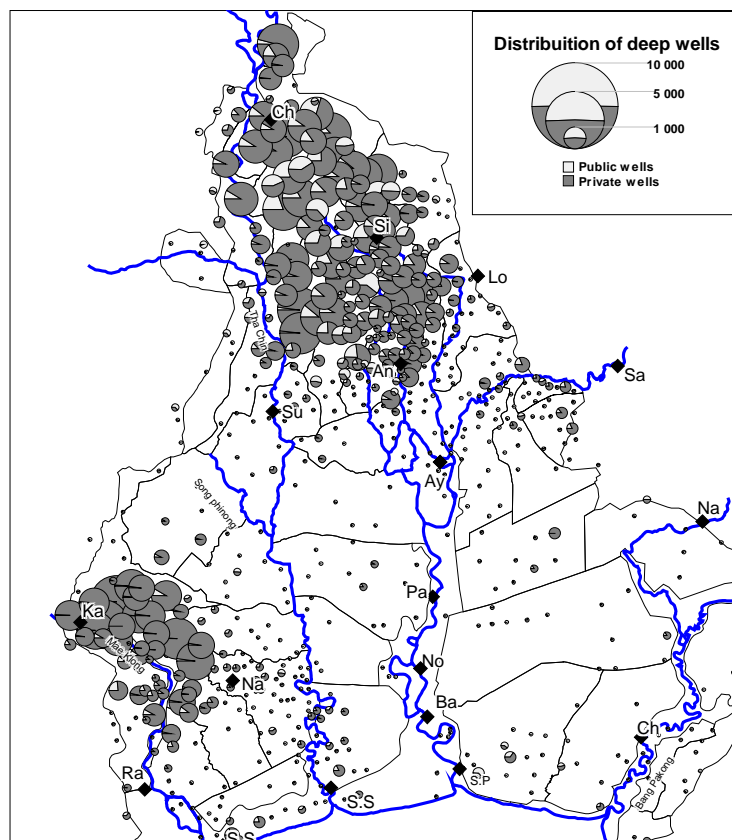 Distribuition of deep wells
10 000
5 000
1 000
Public wells
Private wells
Ch
Si
Lo
Tha Chin
An
Sa
Su
Ay
Song phinong
Na
Pa
Ka
Mae Klong
No
Na
Ba
Ch
S.P
Ra
S.S
Bang Pakong
S.S